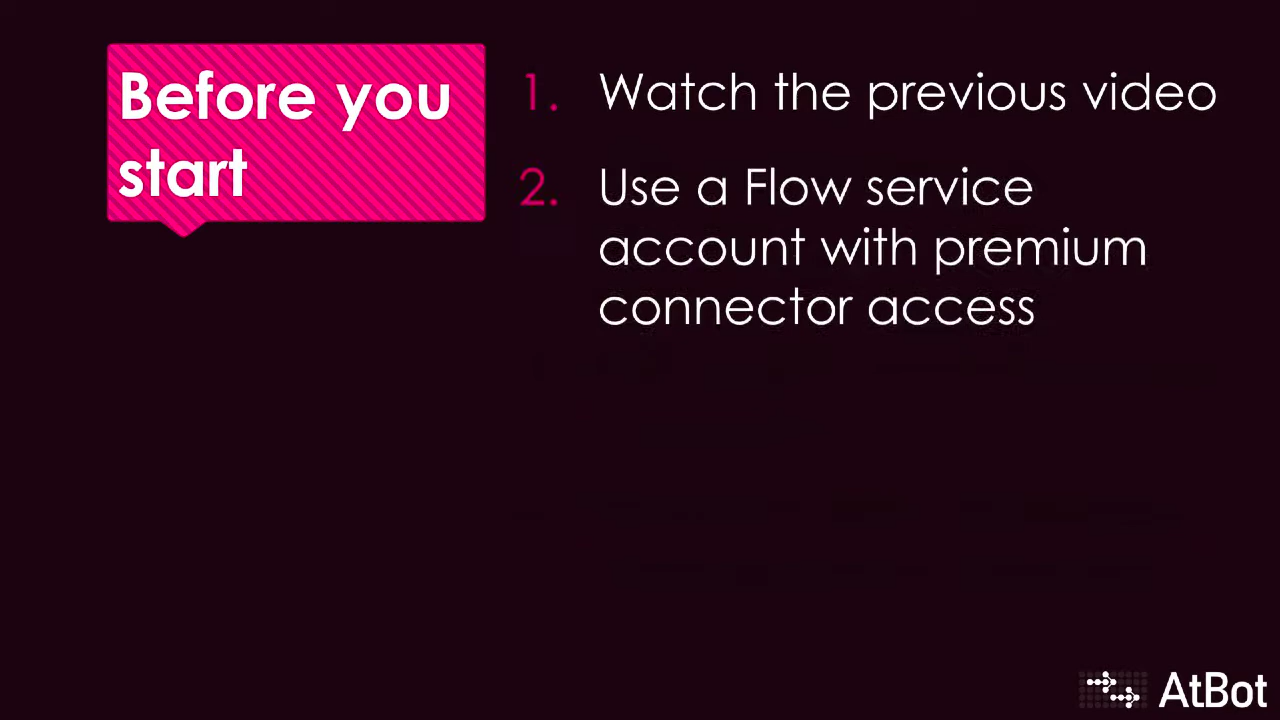 Before you
start
1. Watch the previous video
2. Use a Flow service
account with premium
connector access
AtBot